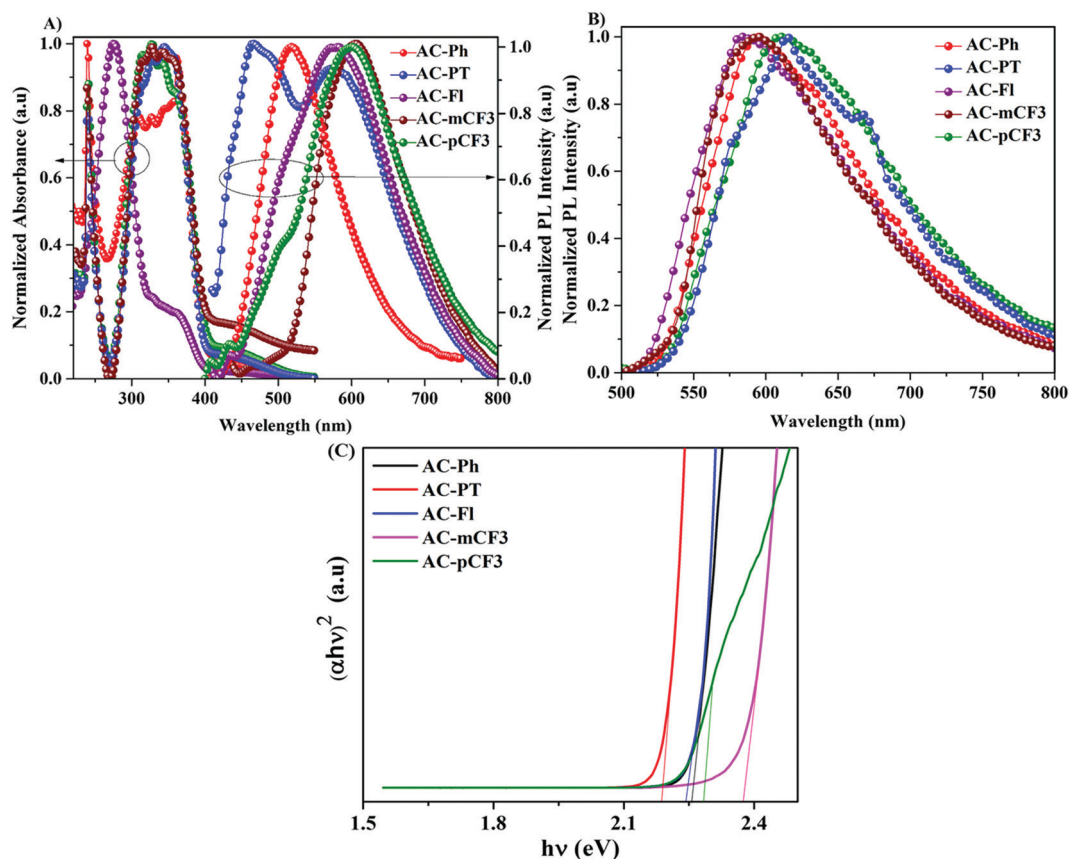 A)
AC-Ph
AC-PT
AC-Fl
AC-mCF3
AC-pCF3
Normalized Absorbance (a.u)
1.0
0.8
0.6
0.4
0.2
0.0
300 400 500 600 700 800
Wavelength (nm)
1.0
0.8
0.6
0.4
0.2
0.0
Normalized PL Intensity (a.u)
B)
AC-Ph
AC-PT
AC-Fl
AC-mCF3
AC-pCF3
Normalized PL Intensity (a.u)
1.0
0.8
0.6
0.4
0.2
0.0
500 550 600 650 700 750 800
Wavelength (nm)
(C)
AC-Ph
AC-PT
AC-Fl
AC-mCF3
AC-pCF3
(αhν)² (a.u)
1.5 1.8 2.1 2.4
hν (eV)